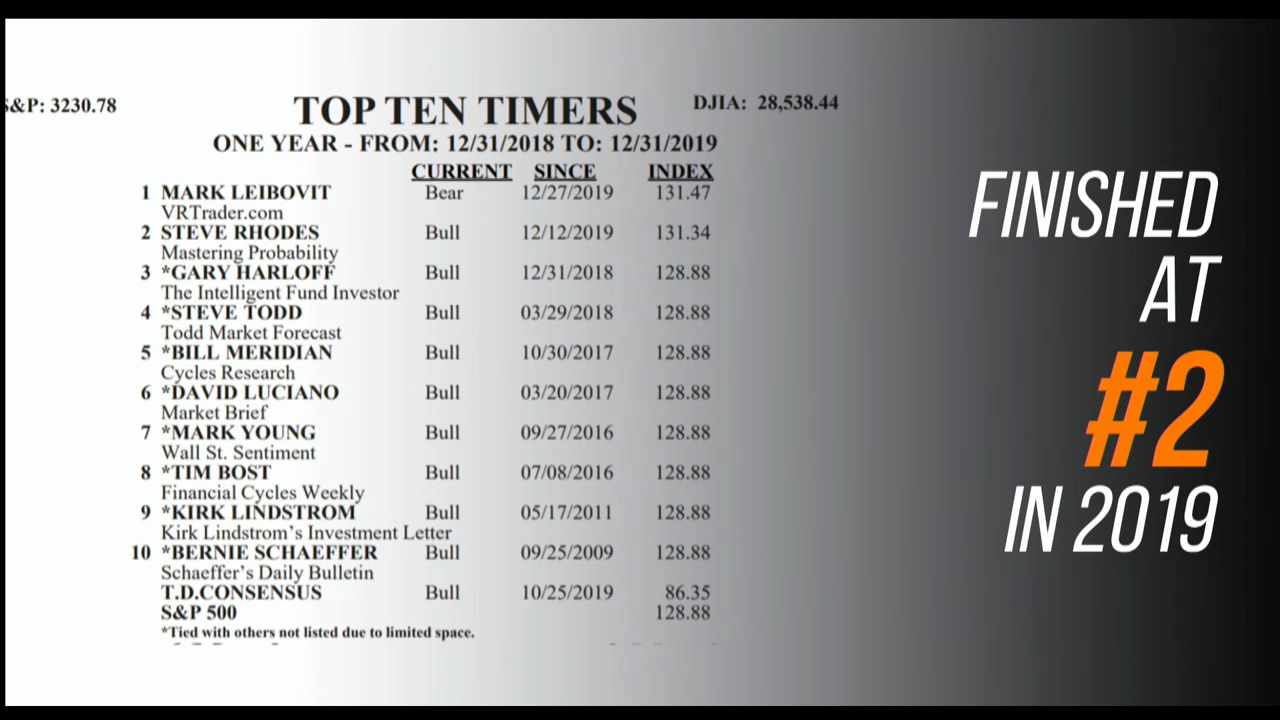 S&P: 3230.78
TOP TEN TIMERS
DJIA: 28,538.44
ONE YEAR - FROM: 12/31/2018 TO: 12/31/2019
CURRENT SINCE INDEX
1 MARK LEIBOVIT Bear 12/27/2019 131.47
VRTrader.com
2 STEVE RHODES Bull 12/12/2019 131.34
Mastering Probability
3 *GARY HARLOFF Bull 12/31/2018 128.88
The Intelligent Fund Investor
4 *STEVE TODD Bull 03/29/2018 128.88
Todd Market Forecast
5 *BILL MERIDIAN Bull 10/30/2017 128.88
Cycles Research
6 *DAVID LUCIANO Bull 03/20/2017 128.88
Market Brief
7 *MARK YOUNG Bull 09/27/2016 128.88
Wall St. Sentiment
8 *TIM BOST Bull 07/08/2016 128.88
Financial Cycles Weekly
9 *KIRK LINDSTROM Bull 05/17/2011 128.88
Kirk Lindstrom's Investment Letter
10 *BERNIE SCHAEFFER Bull 09/25/2009 128.88
Schaeffer's Daily Bulletin
T.D.CONSENSUS Bull 10/25/2019 86.35
S&P 500 128.88
*Tied with others not listed due to limited space.
FINISHED
AT
#2
IN 2019